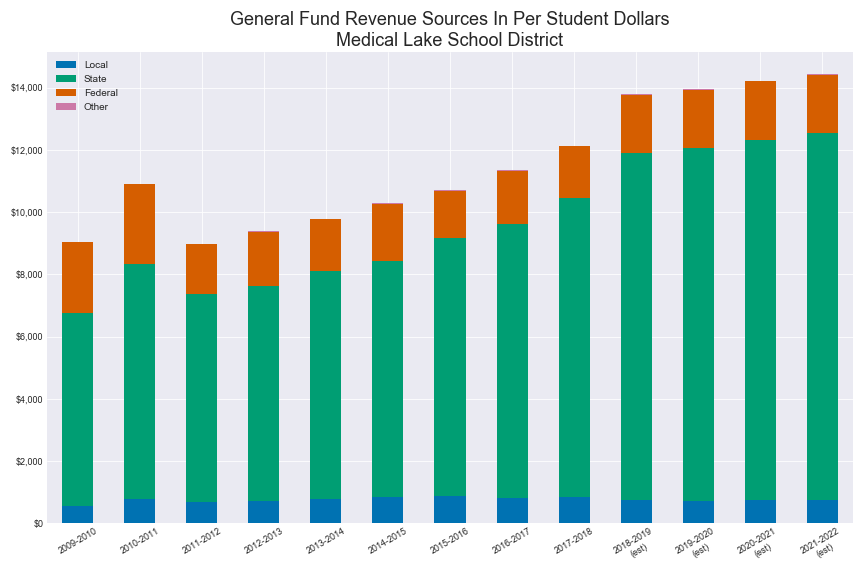 General Fund Revenue Sources In Per Student Dollars
Medical Lake School District
Local
State
Federal
Other
$14,000
$12,000
$10,000
$8,000
$6,000
$4,000
$2,000
$0
2009-2010
2010-2011
2011-2012
2012-2013
2013-2014
2014-2015
2015-2016
2016-2017
2017-2018
2018-2019
(est)
2019-2020
(est)
2020-2021
(est)
2021-2022
(est)